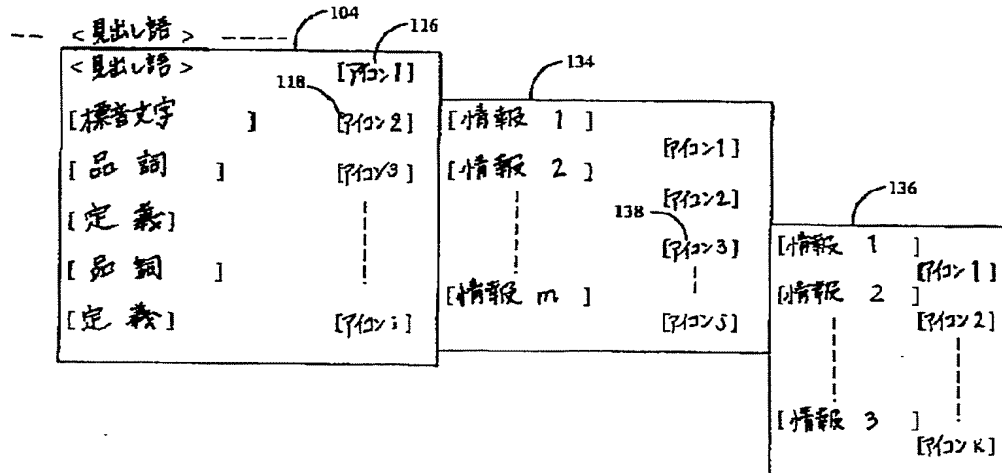 -- <見出し語> ----
104
<見出し語>
116
[アイコン1]
[標音文字 ]
118
[アイコン2]
[品詞 ]
[アイコン3]
[定義]
[品詞 ]
[定義]
[アイコンi]
134
[情報 1]
[アイコン1]
[情報 2]
[アイコン2]
138
[アイコン3]
[情報 m]
[アイコンj]
136
[情報 1 ]
[アイコン1]
[情報 2 ]
[アイコン2]
[情報 3 ]
[アイコンK]